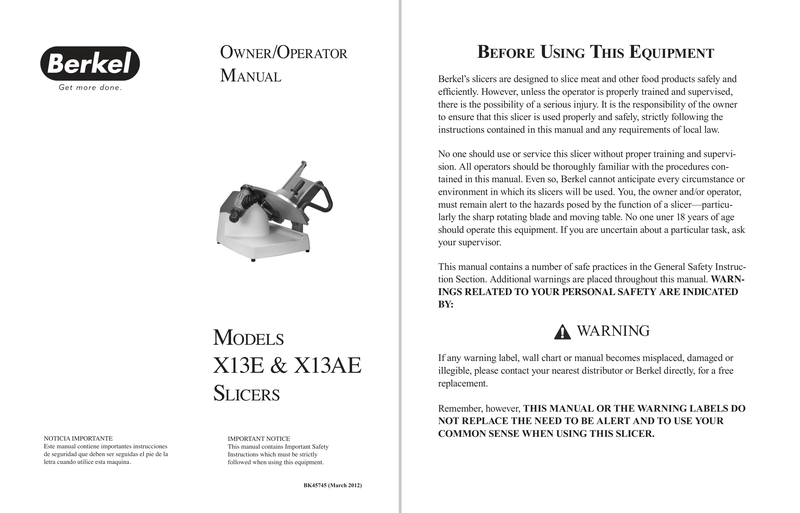 Berkel
Get more done.
OWNER/OPERATOR
MANUAL
MODELS
X13E & X13AE
SLICERS
NOTICIA IMPORTANTE
Este manual contiene importantes instrucciones
de seguridad que deben ser seguidas el pie de la
letra cuando utilice esta maquina.
IMPORTANT NOTICE
This manual contains Important Safety
Instructions which must be strictly
followed when using this equipment.
BK45745 (March 2012)
BEFORE USING THIS EQUIPMENT
Berkel's slicers are designed to slice meat and other food products safely and
efficiently. However, unless the operator is properly trained and supervised,
there is the possibility of a serious injury. It is the responsibility of the owner
to ensure that this slicer is used properly and safely, strictly following the
instructions contained in this manual and any requirements of local law.
No one should use or service this slicer without proper training and supervi-
sion. All operators should be thoroughly familiar with the procedures con-
tained in this manual. Even so, Berkel cannot anticipate every circumstance or
environment in which its slicers will be used. You, the owner and/or operator,
must remain alert to the hazards posed by the function of a slicer—particu-
larly the sharp rotating blade and moving table. No one uner 18 years of age
should operate this equipment. If you are uncertain about a particular task, ask
your supervisor.
This manual contains a number of safe practices in the General Safety Instruc-
tion Section. Additional warnings are placed throughout this manual. WARN-
INGS RELATED TO YOUR PERSONAL SAFETY ARE INDICATED
BY:
WARNING
If any warning label, wall chart or manual becomes misplaced, damaged or
illegible, please contact your nearest distributor or Berkel directly, for a free
replacement.
Remember, however, THIS MANUAL OR THE WARNING LABELS DO
NOT REPLACE THE NEED TO BE ALERT AND TO USE YOUR
COMMON SENSE WHEN USING THIS SLICER.